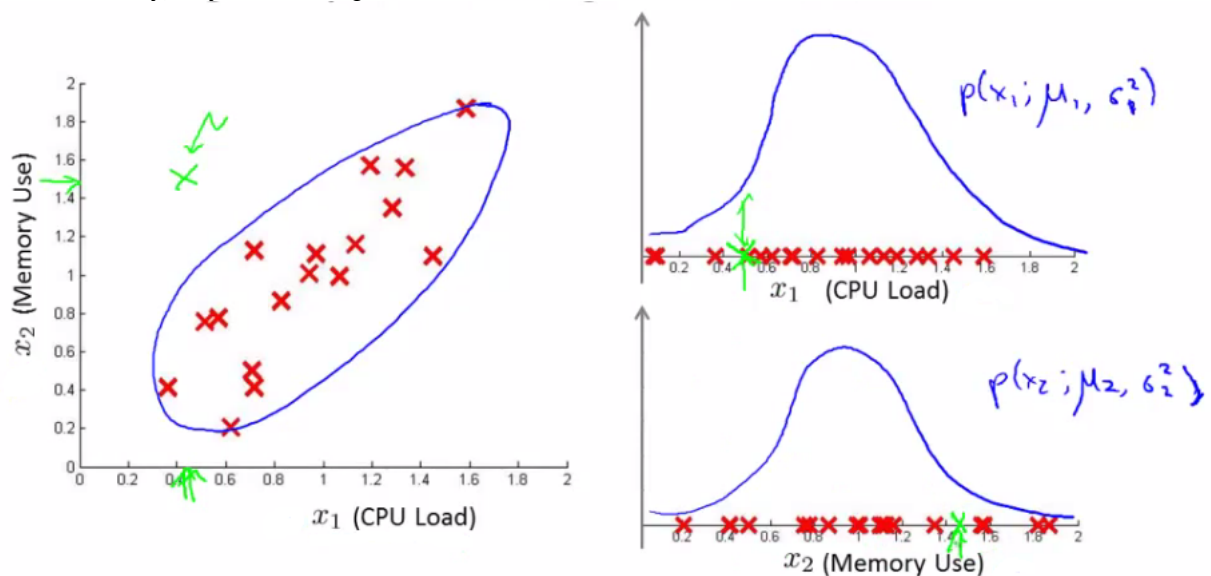 2
1.8
1.6
1.4
1.2
1
0.8
0.6
0.4
0.2
0
x₂ (Memory Use)
0 0.2 0.4 0.6 0.8 1 1.2 1.4 1.6 1.8 2
x₁ (CPU Load)
p(x₁; μ₁, σ₁²)
0.2 0.4 0.6 0.8 1 1.2 1.4 1.6 1.8 2
x₁ (CPU Load)
p(x₂; μ₂, σ₂²)
0.2 0.4 0.6 0.8 1 1.2 1.4 1.6 1.8 2
x₂ (Memory Use)